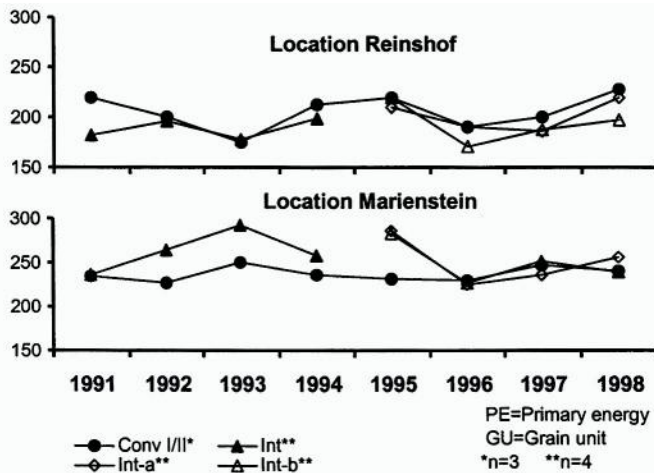 300
Location Reinshof
250
200
150
Location Marienstein
300
250
200
150
1991 1992 1993 1994 1995 1996 1997 1998
PE=Primary energy
Conv I/II* Int** GU=Grain unit
Int-a** Int-b** *n=3 **n=4